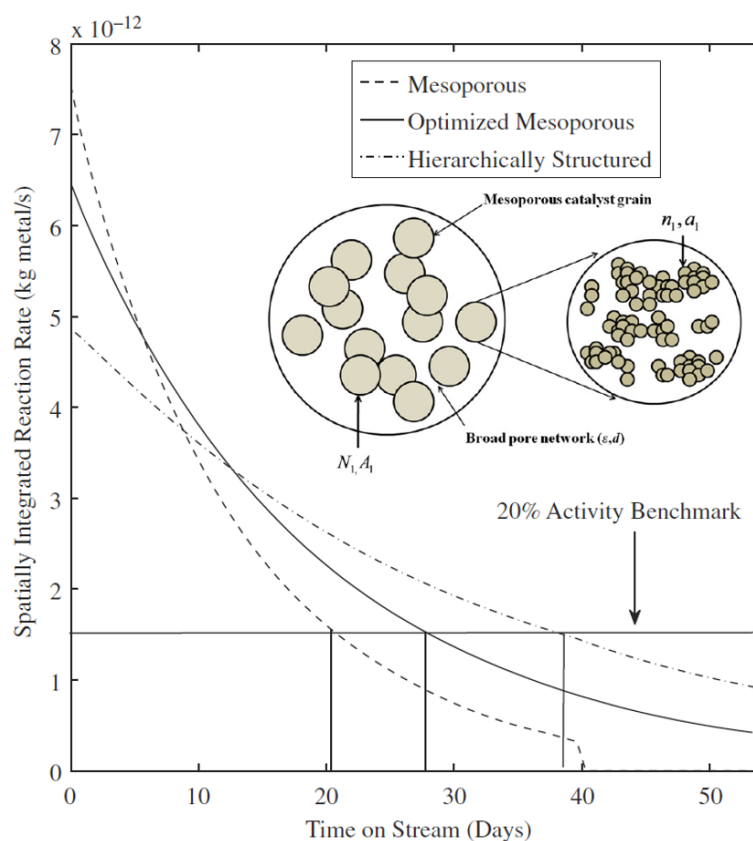 x 10⁻¹²
8
7
6
5
4
3
2
1
0
Spatially Integrated Reaction Rate (kg metal/s)
Mesoporous
Optimized Mesoporous
Hierarchically Structured
Mesoporous catalyst grain
n₁, a₁
Broad pore network (ε,d)
N₁, A₁
20% Activity Benchmark
0 10 20 30 40 50
Time on Stream (Days)